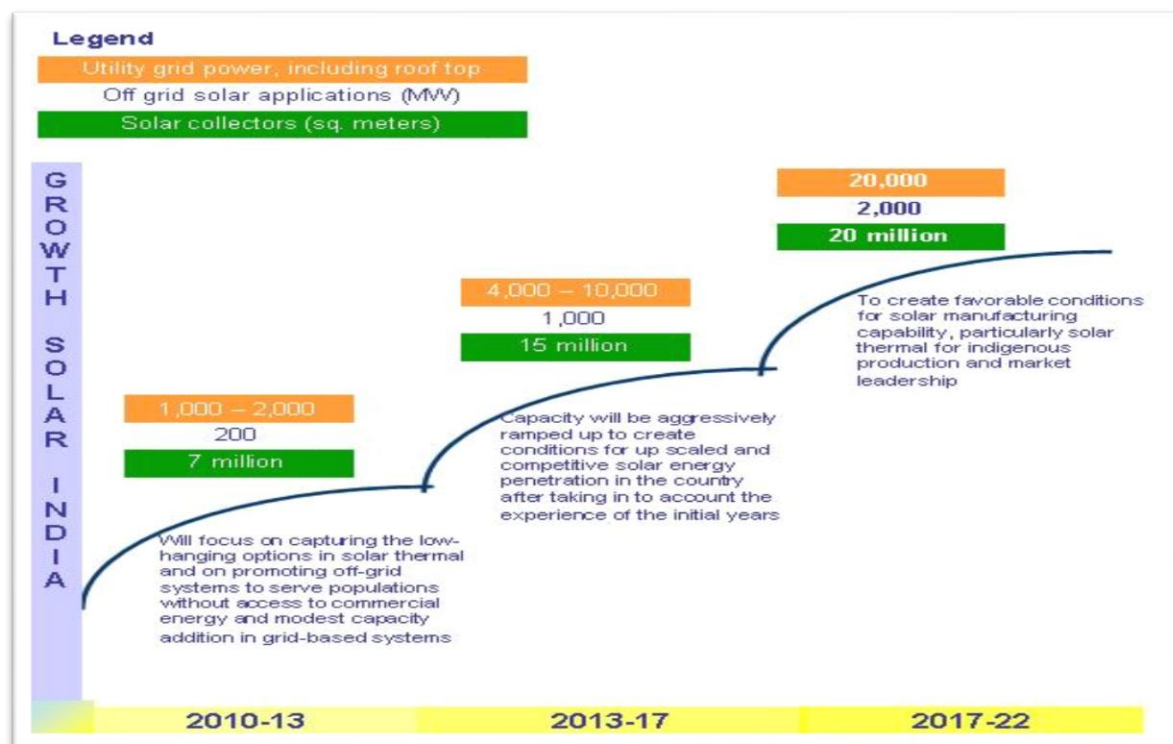 Legend
Utility grid power, including roof top
Off grid solar applications (MW)
Solar collectors (sq. meters)
GROWTH SOLAR INDIA
20,000
2,000
20 million
4,000 – 10,000
1,000
15 million
1,000 – 2,000
200
7 million
To create favorable conditions
for solar manufacturing
capability, particularly solar
thermal for indigenous
production and market
leadership
Capacity will be aggressively
ramped up to create
conditions for up scaled and
competitive solar energy
penetration in the country
after taking in to account the
experience of the initial years
Will focus on capturing the low-
hanging options in solar thermal
and on promoting off-grid
systems to serve populations
without access to commercial
energy and modest capacity
addition in grid-based systems
2010-13
2013-17
2017-22